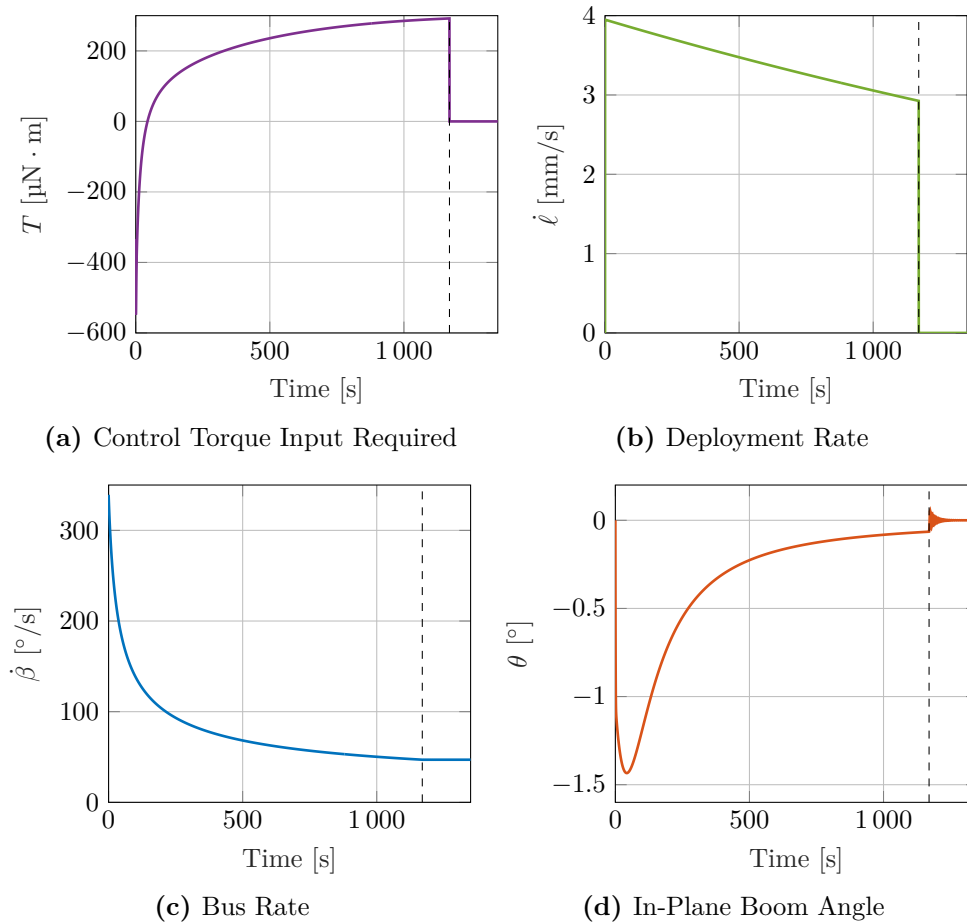 200
0
−200
−400
−600
T [µN · m]
0
500
1 000
Time [s]
(a) Control Torque Input Required
4
3
2
1
0
ℓ̇ [mm/s]
0
500
1 000
Time [s]
(b) Deployment Rate
300
200
100
0
β̇ [°/s]
0
500
1 000
Time [s]
(c) Bus Rate
0
−0.5
−1
−1.5
θ [°]
0
500
1 000
Time [s]
(d) In-Plane Boom Angle